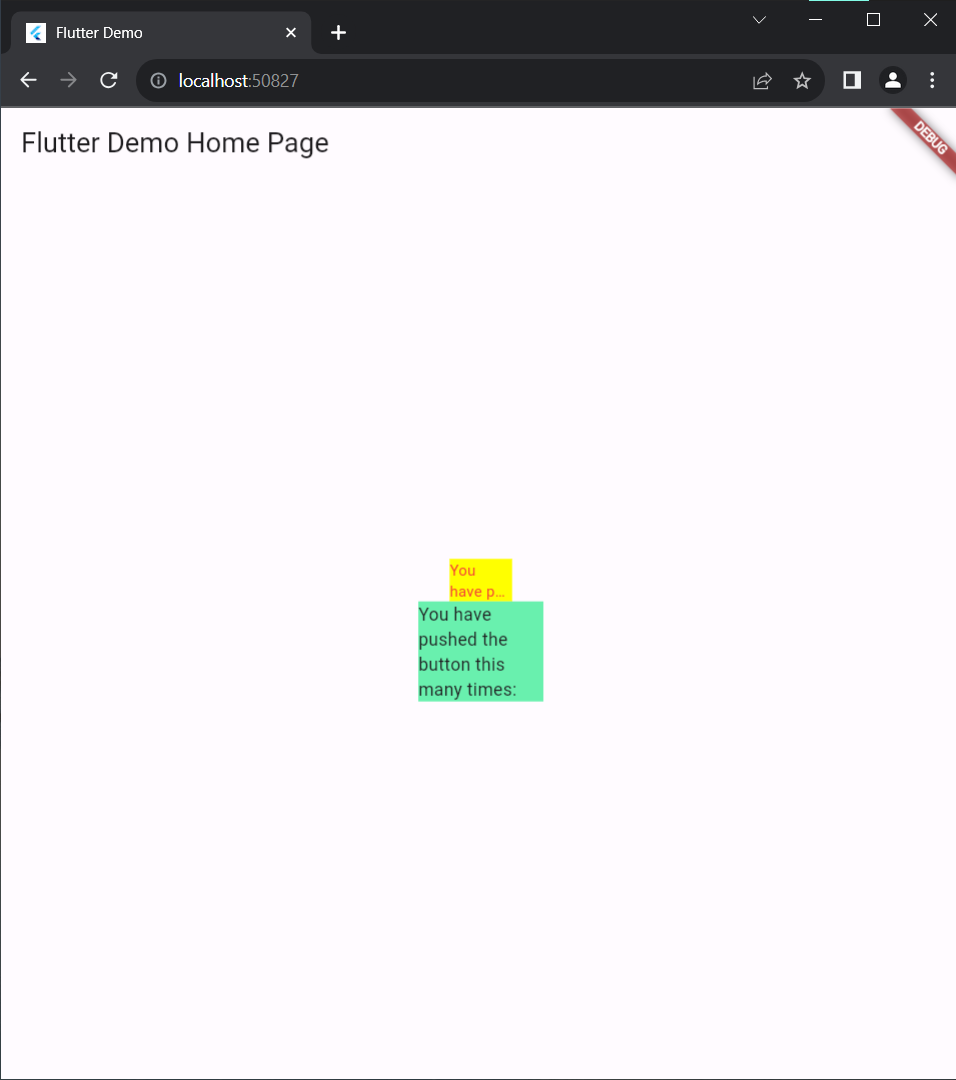 Flutter Demo
localhost:50827
Flutter Demo Home Page
DEBUG
You
have p...
You have
pushed the
button this
many times: